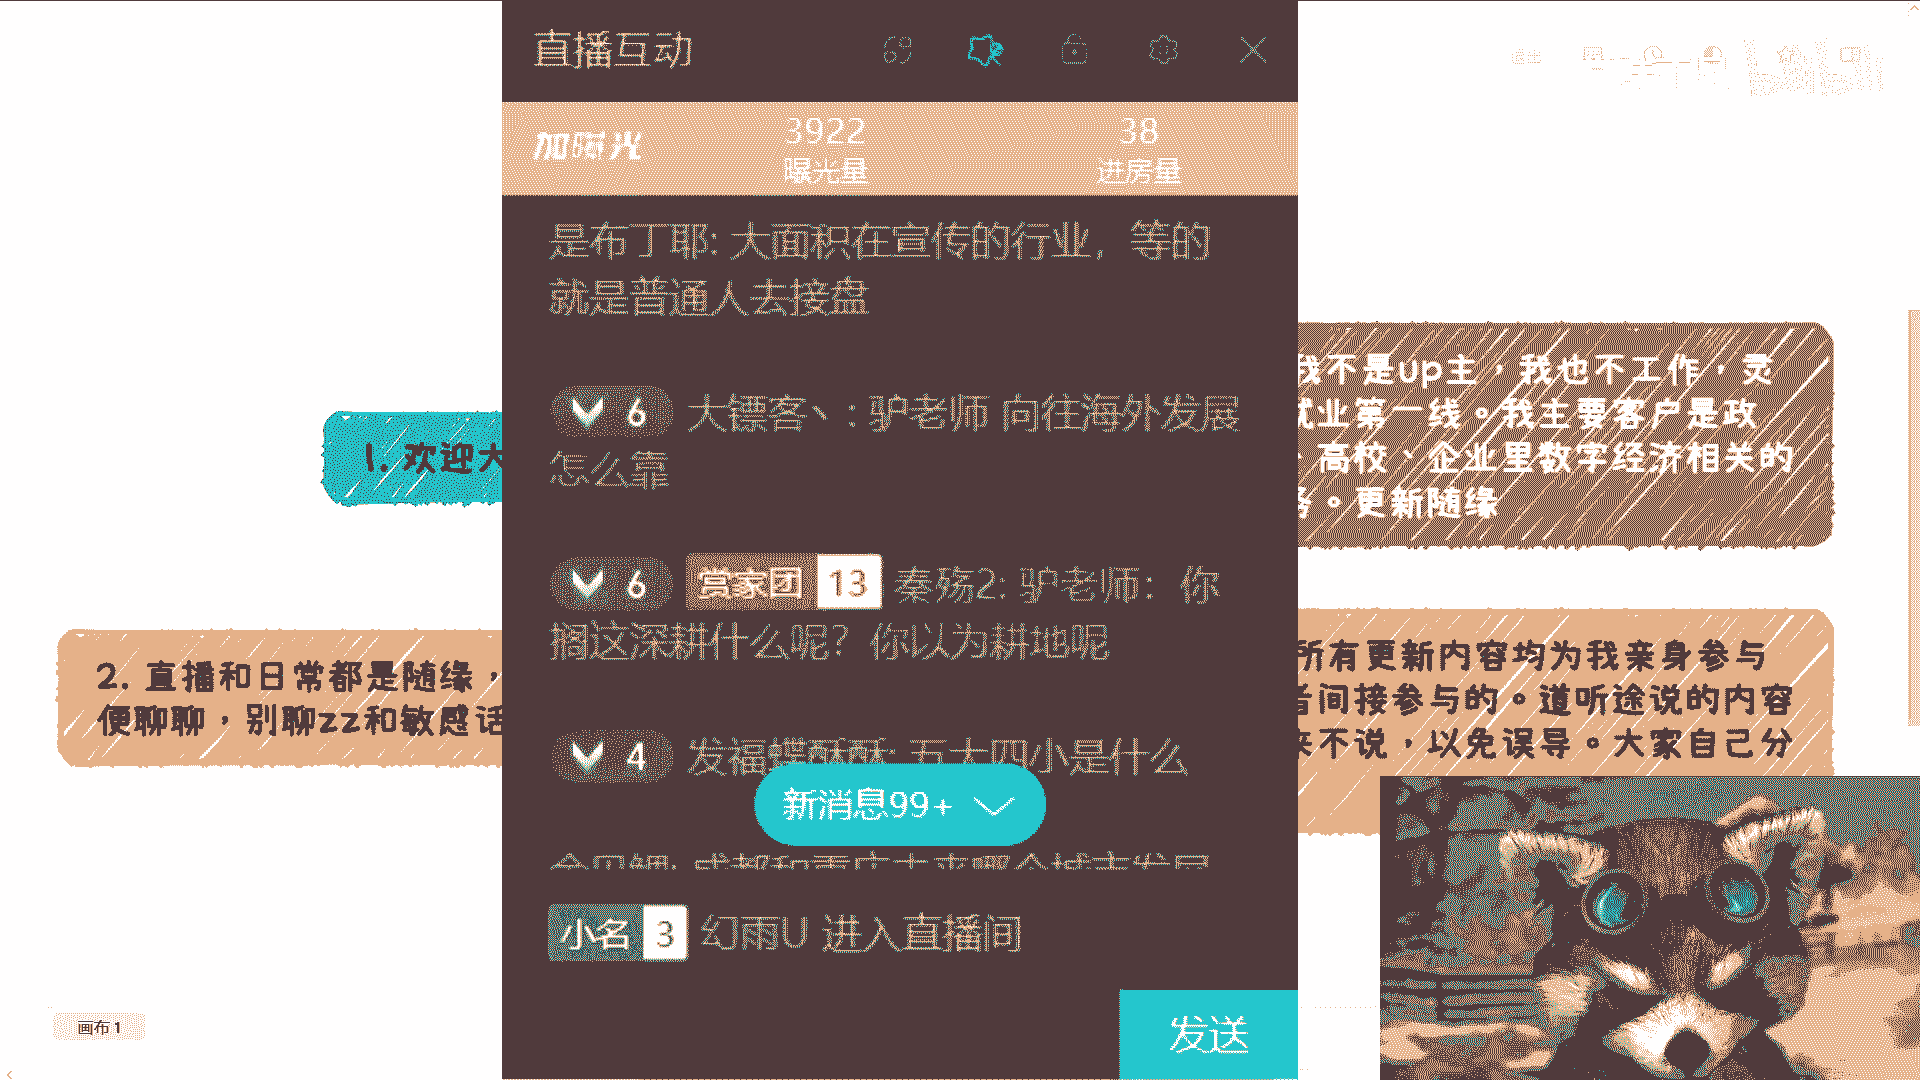 直播互动
加曝光
3922
曝光量
38
进房量
是布丁耶: 大面积在宣传的行业，等的
就是普通人去接盘
6 大镖客丶: 驴老师 向往海外发展
怎么靠
6 赏家团 13 秦殇2: 驴老师：你
搁这深耕什么呢？你以为耕地呢
4 发福蝶酥酥: 五大四小是什么
新消息99+
小名 3 幻雨U 进入直播间
发送
1. 欢迎大
2. 直播和日常都是随缘，
便聊聊，别聊zz和敏感话
我不是up主，我也不工作，灵
就业第一线。我主要客户是政
、高校、企业里数字经济相关的
务。更新随缘
所有更新内容均为我亲身参与
者间接参与的。道听途说的内容
来不说，以免误导。大家自己分
画布 1